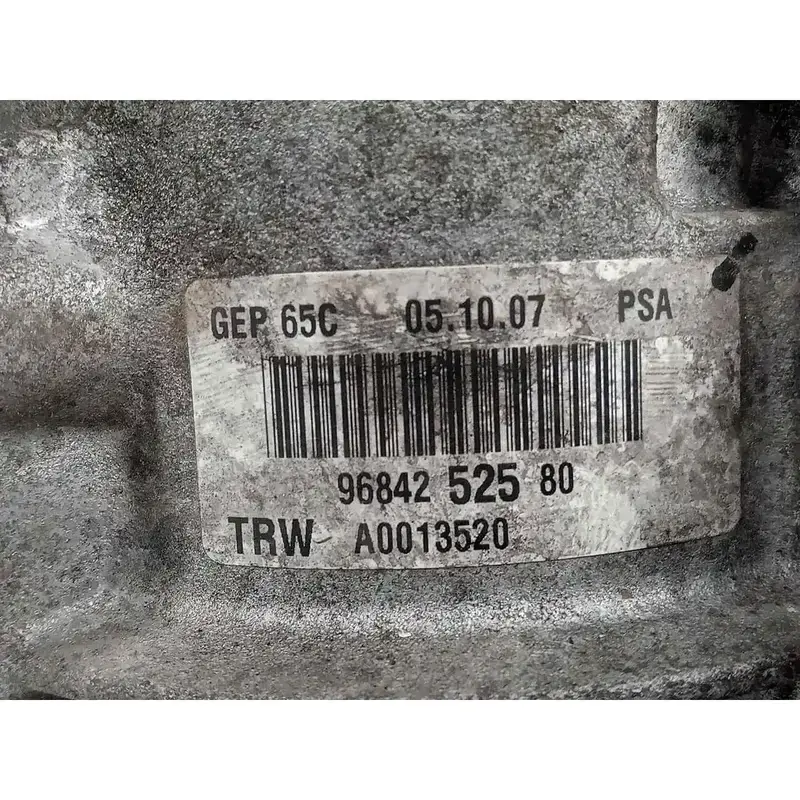 GEP 65C 05.10.07 PSA
96842 525 80
TRW A0013520